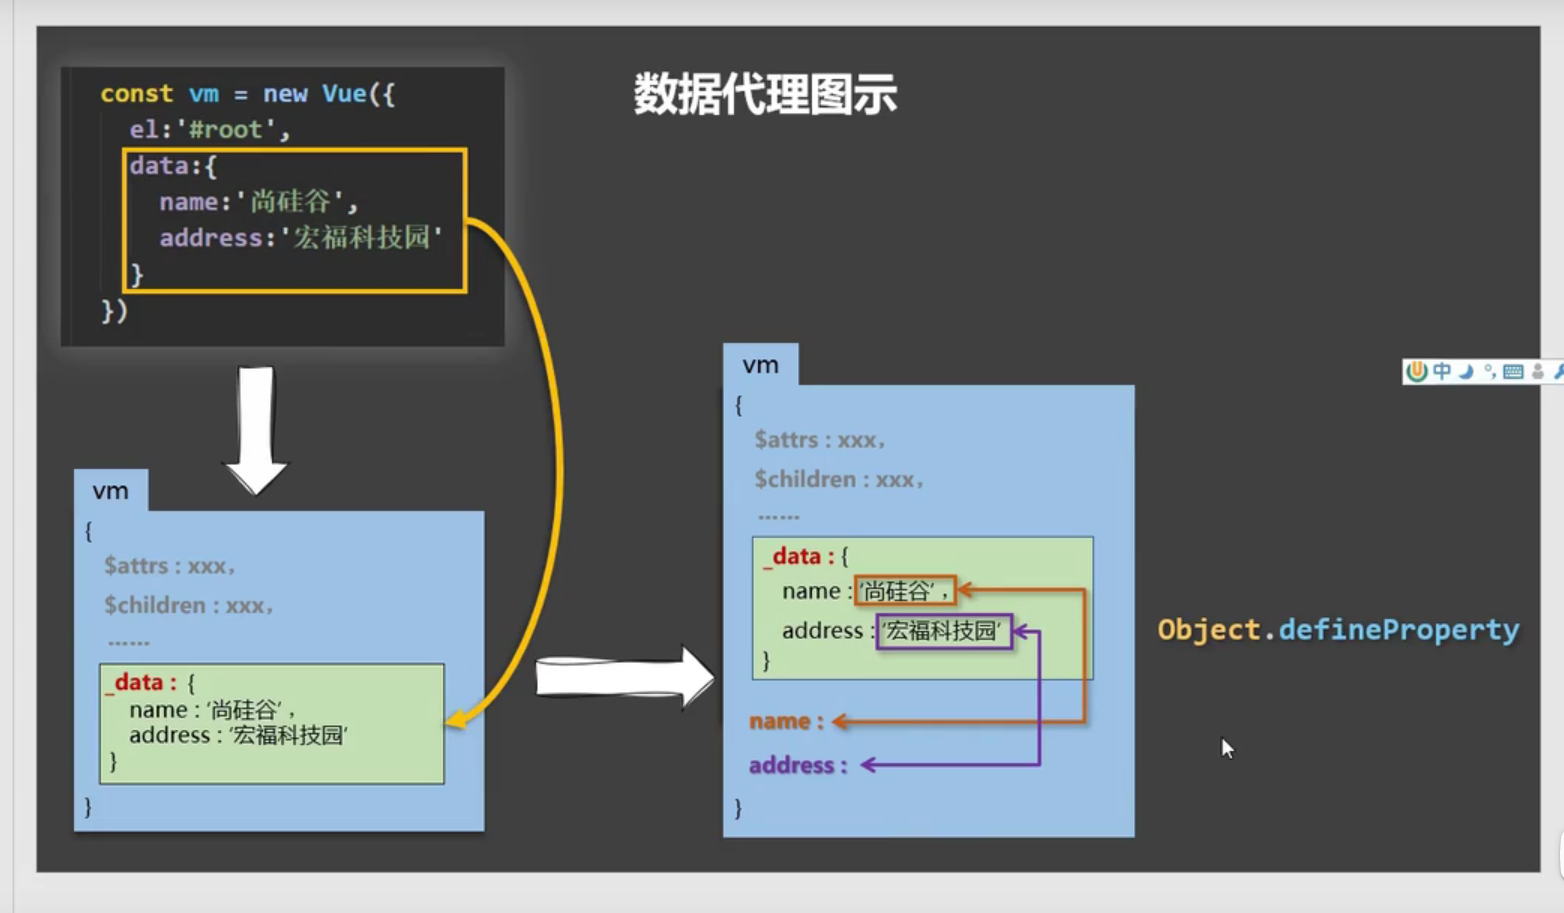 数据代理图示
const vm = new Vue({
el:'#root',
data:{
name:'尚硅谷',
address:'宏福科技园'
}
})
vm
{
$attrs : xxx，
$children : xxx，
……
_data : {
name : ‘尚硅谷’，
address : ‘宏福科技园’
}
}
vm
{
$attrs : xxx，
$children : xxx，
……
_data : {
name : ‘尚硅谷’，
address : ‘宏福科技园’
}
name :
address :
}
Object.defineProperty
中